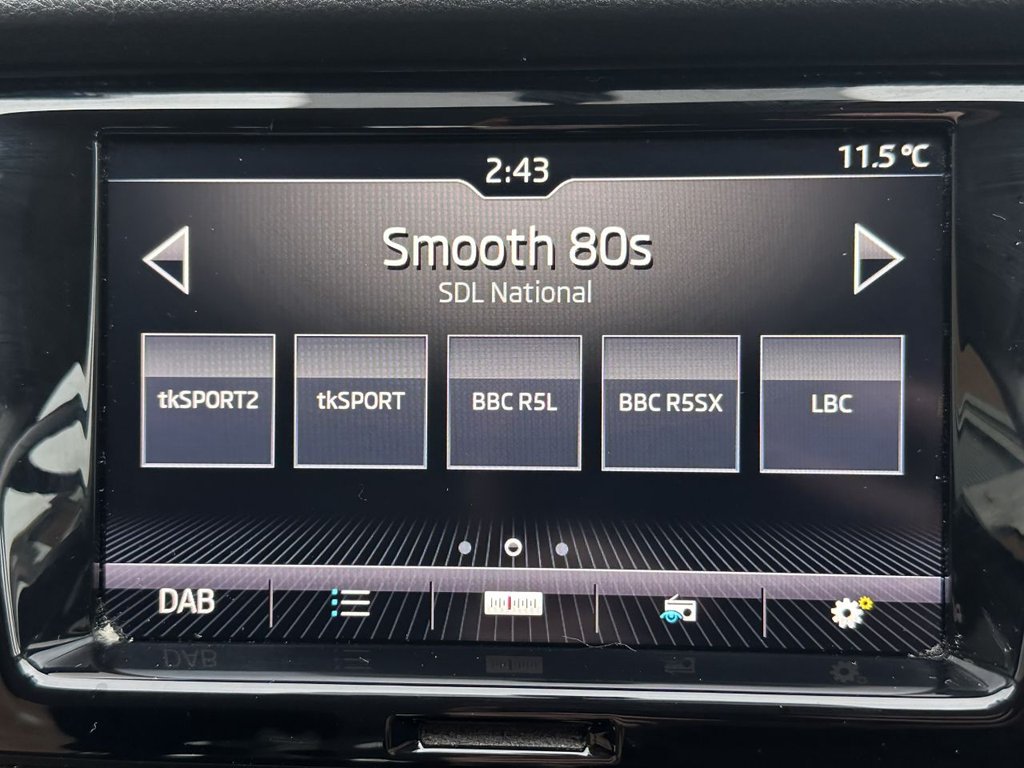 2:43
11.5°C
Smooth 80s
SDL National
tkSPORT2
tkSPORT
BBC R5L
BBC R5SX
LBC
DAB